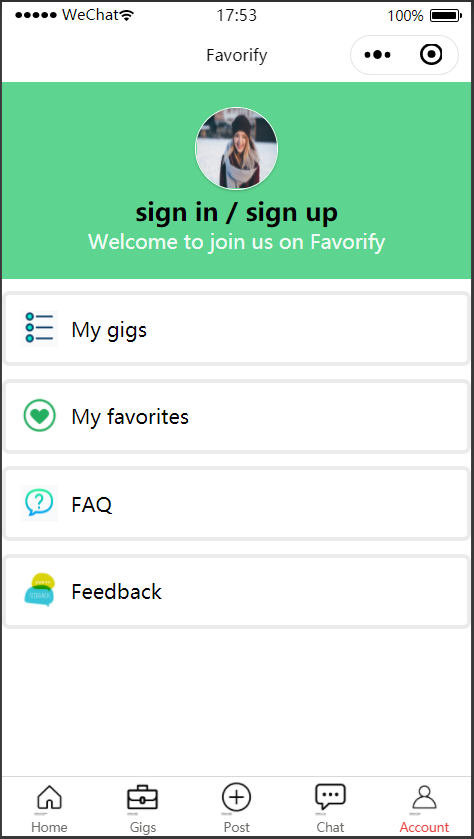 WeChat 17:53 100%
Favorify
sign in / sign up
Welcome to join us on Favorify
My gigs
My favorites
FAQ
Feedback
Home Gigs Post Chat Account